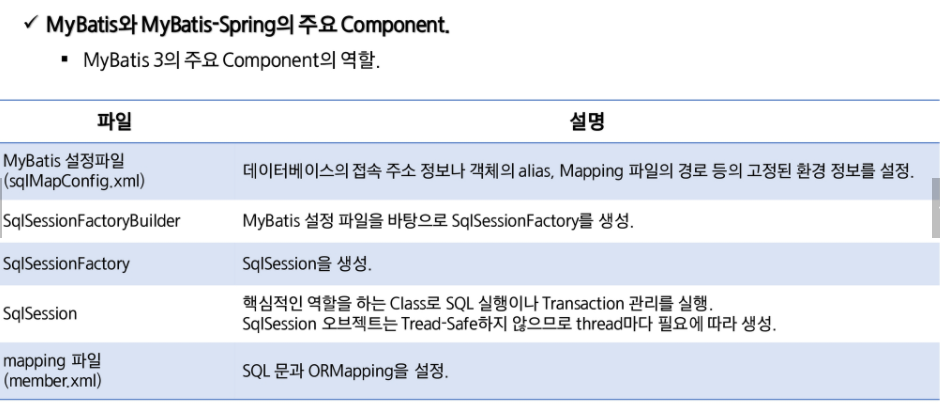 ✓ MyBatis와 MyBatis-Spring의 주요 Component.
▪ MyBatis 3의 주요 Component의 역할.
파일 설명
MyBatis 설정파일
(sqlMapConfig.xml)
데이터베이스의 접속 주소 정보나 객체의 alias, Mapping 파일의 경로 등의 고정된 환경 정보를 설정.
SqlSessionFactoryBuilder MyBatis 설정 파일을 바탕으로 SqlSessionFactory를 생성.
SqlSessionFactory SqlSession을 생성.
SqlSession
핵심적인 역할을 하는 Class로 SQL 실행이나 Transaction 관리를 실행.
SqlSession 오브젝트는 Tread-Safe하지 않으므로 thread마다 필요에 따라 생성.
mapping 파일
(member.xml)
SQL 문과 ORMapping을 설정.